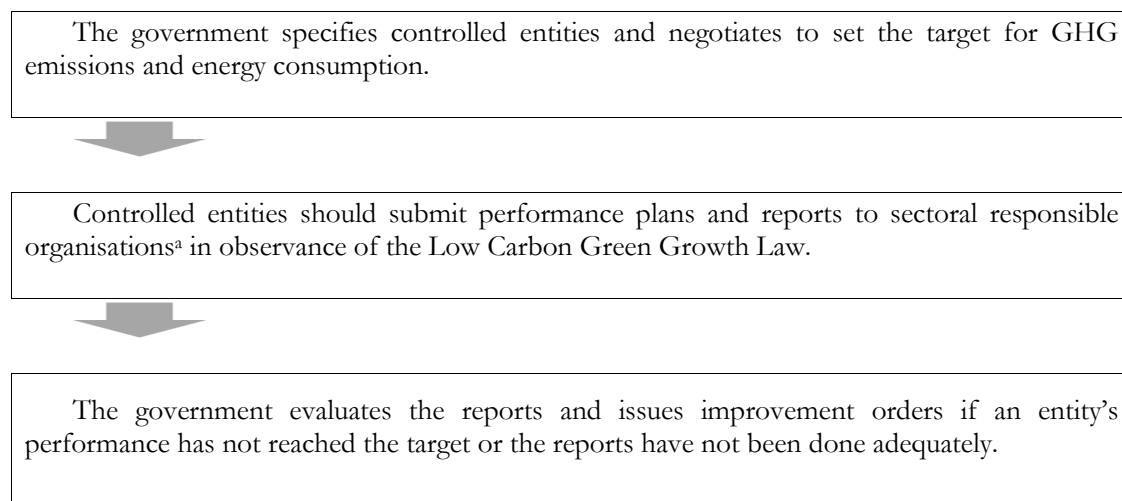 The government specifies controlled entities and negotiates to set the target for GHG
emissions and energy consumption.
Controlled entities should submit performance plans and reports to sectoral responsible
organisationsᵃ in observance of the Low Carbon Green Growth Law.
The government evaluates the reports and issues improvement orders if an entity’s
performance has not reached the target or the reports have not been done adequately.